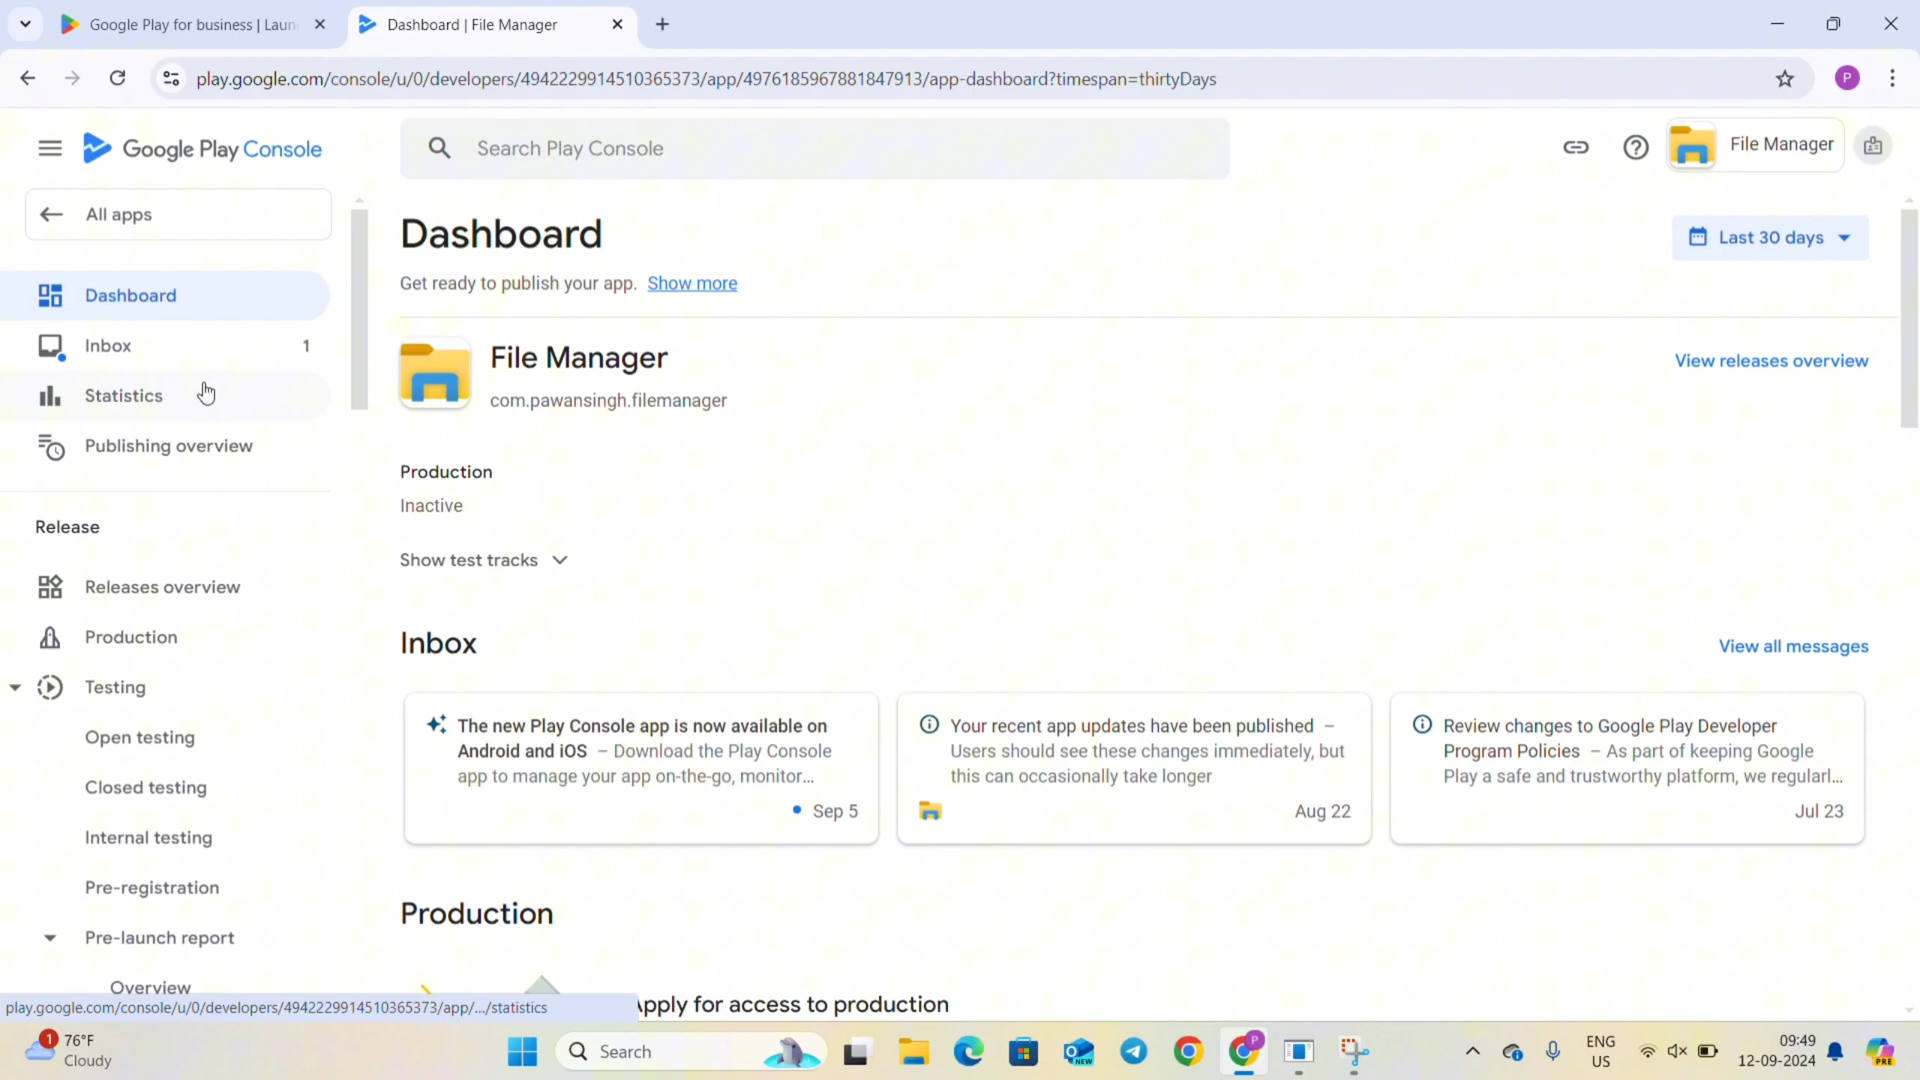 Google Play for business | Laun
Dashboard | File Manager
play.google.com/console/u/0/developers/4942229914510365373/app/4976185967881847913/app-dashboard?timespan=thirtyDays
P
Google Play Console
Search Play Console
File Manager
All apps
Dashboard
Inbox 1
Statistics
Publishing overview
Release
Releases overview
Production
Testing
Open testing
Closed testing
Internal testing
Pre-registration
Pre-launch report
Overview
Dashboard
Last 30 days
Get ready to publish your app. Show more
File Manager
com.pawansingh.filemanager
View releases overview
Production
Inactive
Show test tracks
Inbox
View all messages
The new Play Console app is now available on
Android and iOS – Download the Play Console
app to manage your app on-the-go, monitor...
Sep 5
Your recent app updates have been published –
Users should see these changes immediately, but
this can occasionally take longer
Aug 22
Review changes to Google Play Developer
Program Policies – As part of keeping Google
Play a safe and trustworthy platform, we regularl...
Jul 23
Production
Apply for access to production
play.google.com/console/u/0/developers/4942229914510365373/app/.../statistics
1
76°F
Cloudy
Search
NEW
P
ENG
US
09:49
12-09-2024
PRE